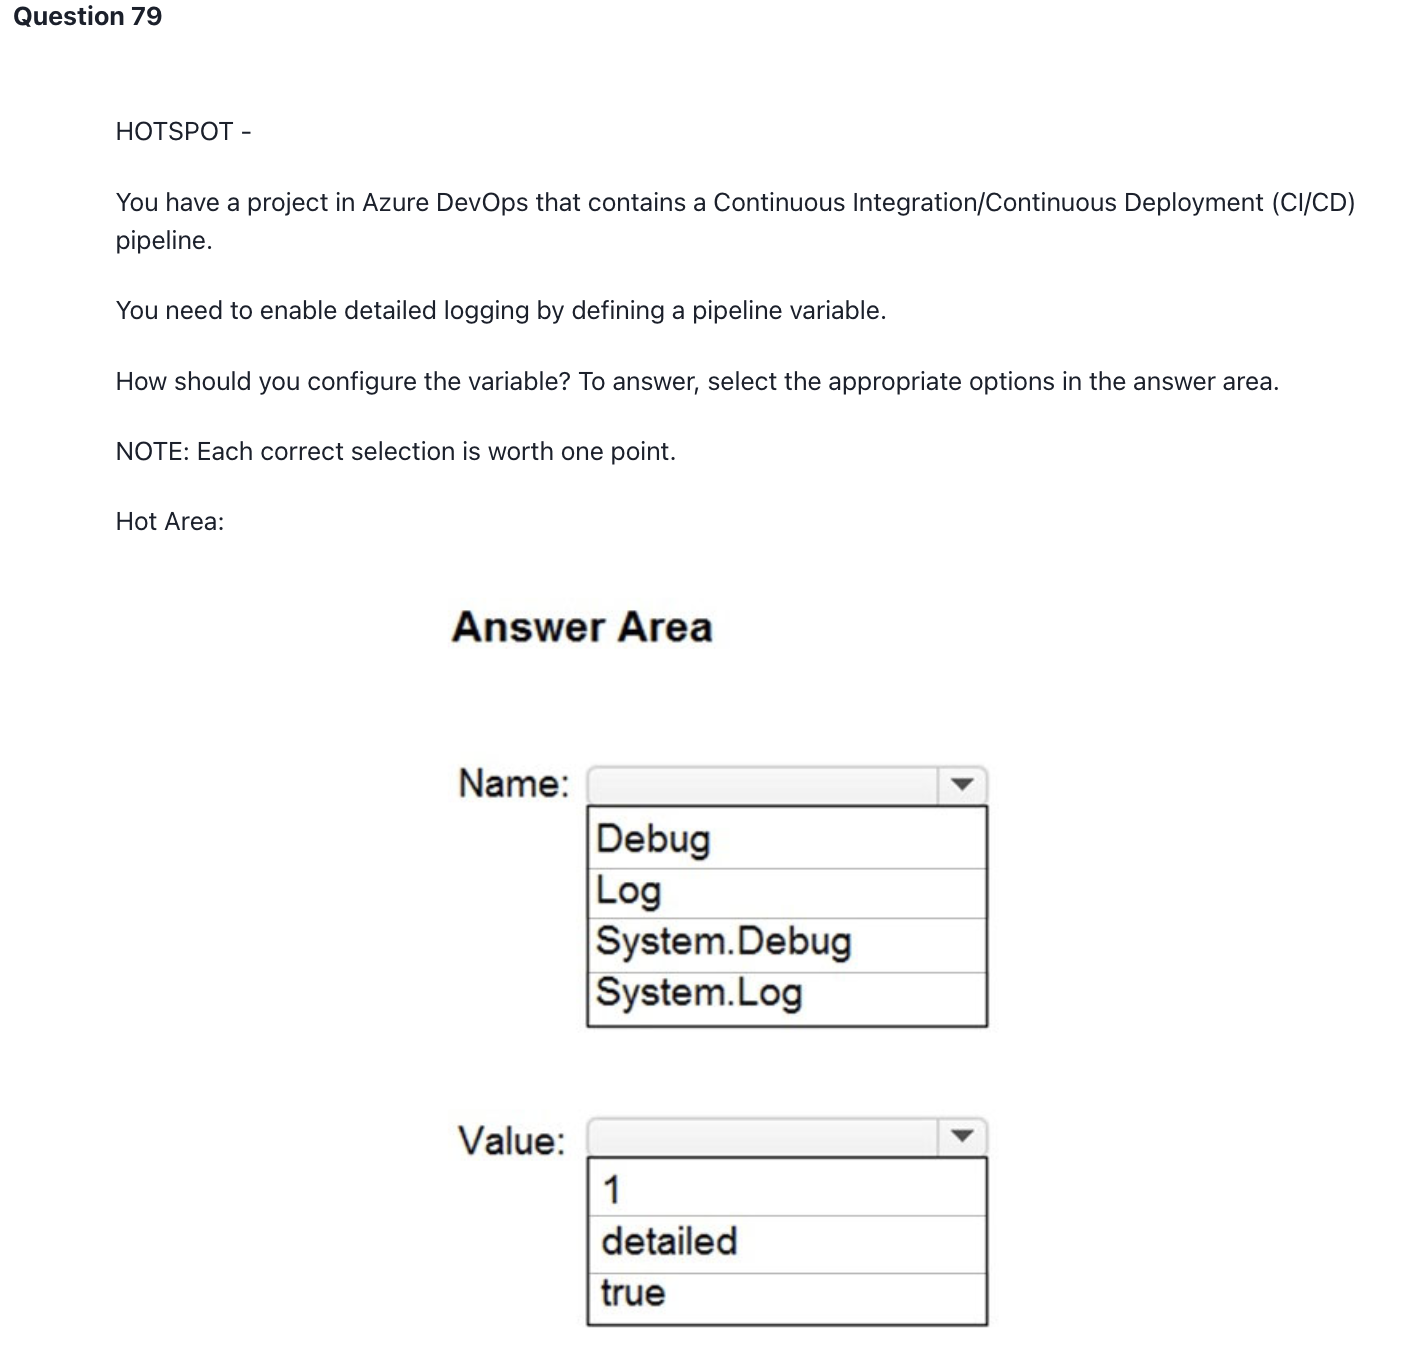 Question 79
HOTSPOT -
You have a project in Azure DevOps that contains a Continuous Integration/Continuous Deployment (CI/CD)
pipeline.
You need to enable detailed logging by defining a pipeline variable.
How should you configure the variable? To answer, select the appropriate options in the answer area.
NOTE: Each correct selection is worth one point.
Hot Area:
Answer Area
Name:
Debug
Log
System.Debug
System.Log
Value:
1
detailed
true